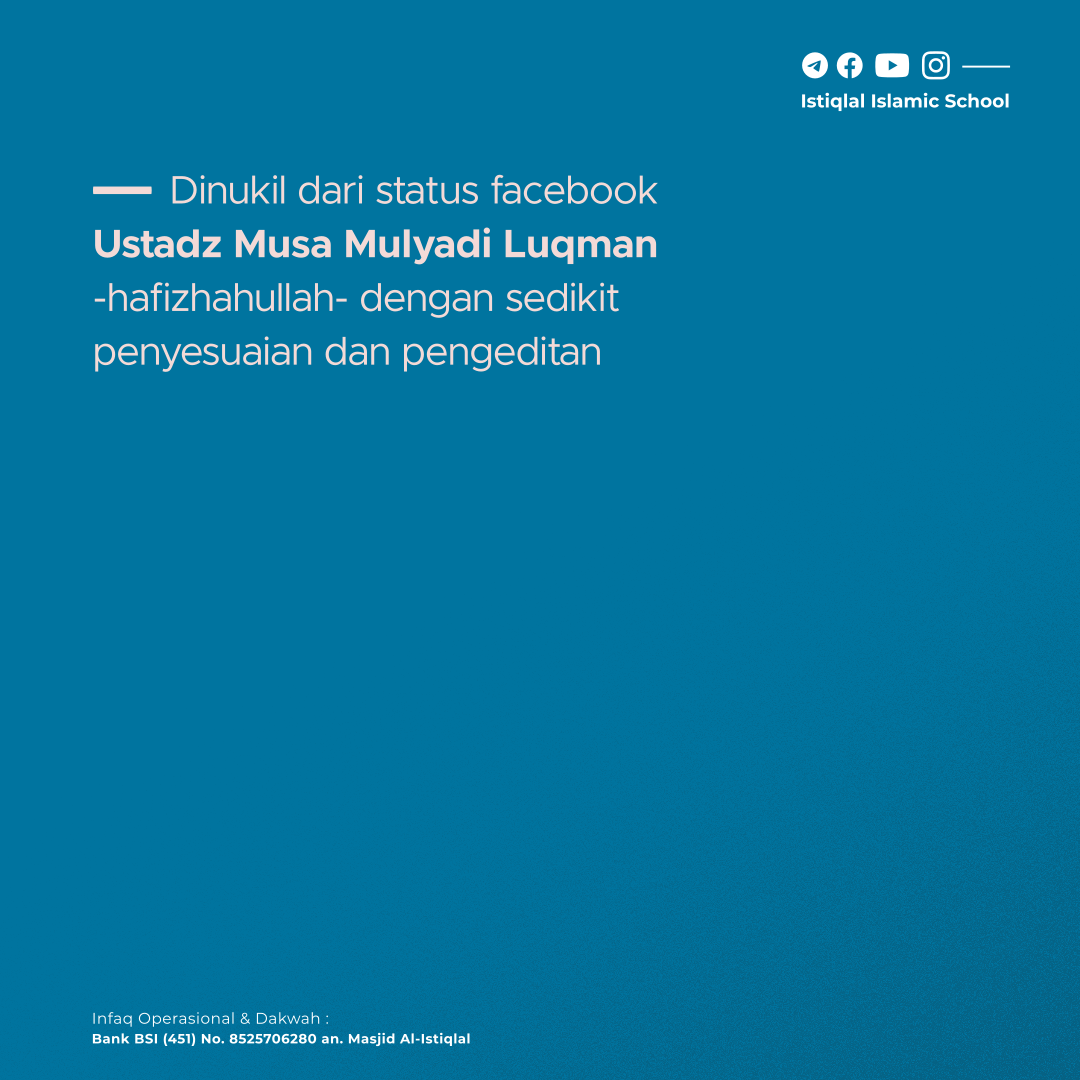 Istiqlal Islamic School
Dinukil dari status facebook
Ustadz Musa Mulyadi Luqman
-hafizhahullah- dengan sedikit
penyesuaian dan pengeditan
Infaq Operasional & Dakwah :
Bank BSI (451) No. 8525706280 an. Masjid Al-Istiqlal